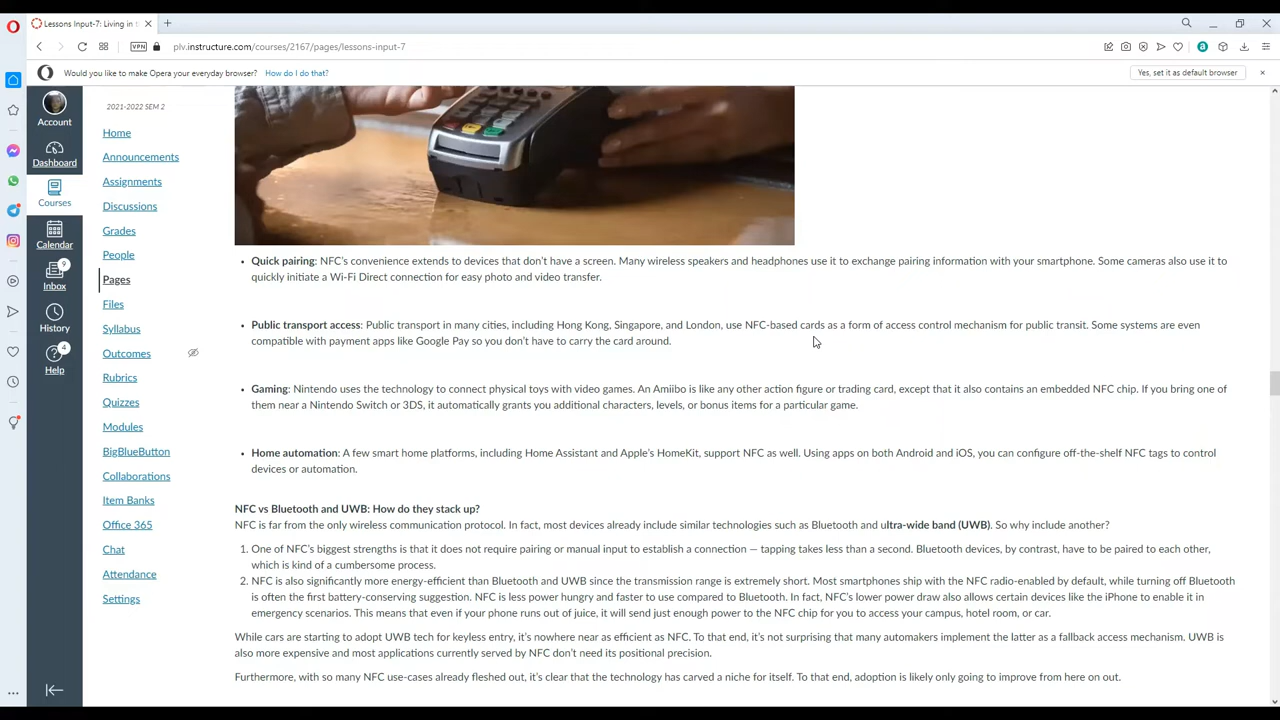 Lessons Input-7: Living in
VPN
plv.instructure.com/courses/2167/pages/lessons-input-7
Would you like to make Opera your everyday browser? How do I do that?
Yes, set it as default browser
Account
Dashboard
Courses
Calendar
9
Inbox
History
4
Help
2021-2022 SEM 2
Home
Announcements
Assignments
Discussions
Grades
People
Pages
Files
Syllabus
Outcomes
Rubrics
Quizzes
Modules
BigBlueButton
Collaborations
Item Banks
Office 365
Chat
Attendance
Settings
• Quick pairing: NFC's convenience extends to devices that don't have a screen. Many wireless speakers and headphones use it to exchange pairing information with your smartphone. Some cameras also use it to
quickly initiate a Wi-Fi Direct connection for easy photo and video transfer.
• Public transport access: Public transport in many cities, including Hong Kong, Singapore, and London, use NFC-based cards as a form of access control mechanism for public transit. Some systems are even
compatible with payment apps like Google Pay so you don't have to carry the card around.
• Gaming: Nintendo uses the technology to connect physical toys with video games. An Amiibo is like any other action figure or trading card, except that it also contains an embedded NFC chip. If you bring one of
them near a Nintendo Switch or 3DS, it automatically grants you additional characters, levels, or bonus items for a particular game.
• Home automation: A few smart home platforms, including Home Assistant and Apple's HomeKit, support NFC as well. Using apps on both Android and iOS, you can configure off-the-shelf NFC tags to control
devices or automation.
NFC vs Bluetooth and UWB: How do they stack up?
NFC is far from the only wireless communication protocol. In fact, most devices already include similar technologies such as Bluetooth and ultra-wide band (UWB). So why include another?
1. One of NFC's biggest strengths is that it does not require pairing or manual input to establish a connection — tapping takes less than a second. Bluetooth devices, by contrast, have to be paired to each other,
which is kind of a cumbersome process.
2. NFC is also significantly more energy-efficient than Bluetooth and UWB since the transmission range is extremely short. Most smartphones ship with the NFC radio-enabled by default, while turning off Bluetooth
is often the first battery-conserving suggestion. NFC is less power hungry and faster to use compared to Bluetooth. In fact, NFC's lower power draw also allows certain devices like the iPhone to enable it in
emergency scenarios. This means that even if your phone runs out of juice, it will send just enough power to the NFC chip for you to access your campus, hotel room, or car.
While cars are starting to adopt UWB tech for keyless entry, it's nowhere near as efficient as NFC. To that end, it's not surprising that many automakers implement the latter as a fallback access mechanism. UWB is
also more expensive and most applications currently served by NFC don't need its positional precision.
Furthermore, with so many NFC use-cases already fleshed out, it's clear that the technology has carved a niche for itself. To that end, adoption is likely only going to improve from here on out.